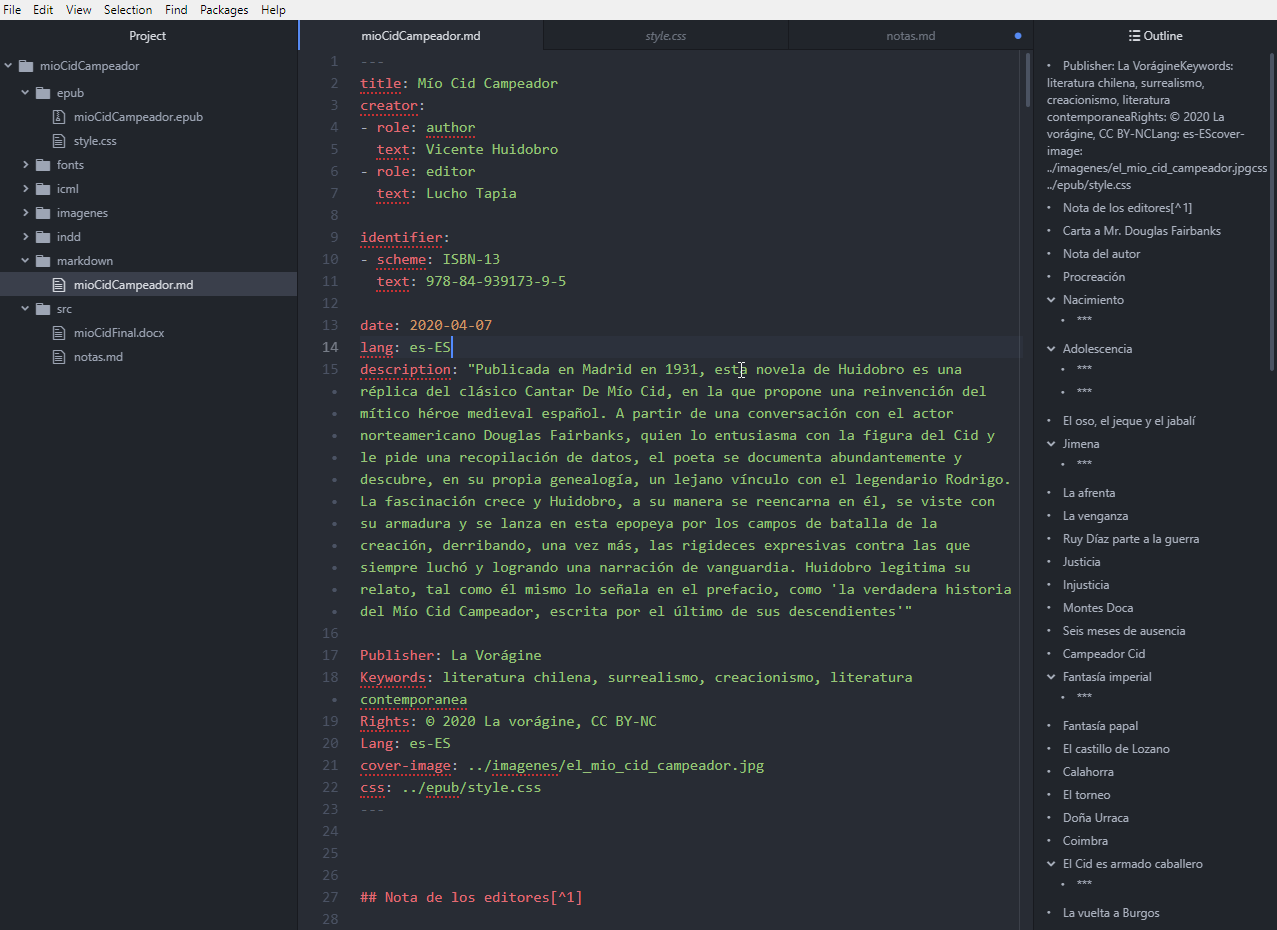 File Edit View Selection Find Packages Help
Project
mioCidCampeador
epub
mioCidCampeador.epub
style.css
fonts
icml
imagenes
indd
markdown
mioCidCampeador.md
src
mioCidFinal.docx
notas.md
mioCidCampeador.md style.css notas.md
1 ---
2 title: Mío Cid Campeador
3 creator:
4 - role: author
5 text: Vicente Huidobro
6 - role: editor
7 text: Lucho Tapia
8
9 identifier:
10 - scheme: ISBN-13
11 text: 978-84-939173-9-5
12
13 date: 2020-04-07
14 lang: es-ES
15 description: "Publicada en Madrid en 1931, esta novela de Huidobro es una
• réplica del clásico Cantar De Mío Cid, en la que propone una reinvención del
• mítico héroe medieval español. A partir de una conversación con el actor
• norteamericano Douglas Fairbanks, quien lo entusiasma con la figura del Cid y
• le pide una recopilación de datos, el poeta se documenta abundantemente y
• descubre, en su propia genealogía, un lejano vínculo con el legendario Rodrigo.
• La fascinación crece y Huidobro, a su manera se reencarna en él, se viste con
• su armadura y se lanza en esta epopeya por los campos de batalla de la
• creación, derribando, una vez más, las rigideces expresivas contra las que
• siempre luchó y logrando una narración de vanguardia. Huidobro legitima su
• relato, tal como él mismo lo señala en el prefacio, como 'la verdadera historia
• del Mío Cid Campeador, escrita por el último de sus descendientes'"
16
17 Publisher: La Vorágine
18 Keywords: literatura chilena, surrealismo, creacionismo, literatura
• contemporanea
19 Rights: © 2020 La vorágine, CC BY-NC
20 Lang: es-ES
21 cover-image: ../imagenes/el_mio_cid_campeador.jpg
22 css: ../epub/style.css
23 ---
24
25
26
27 ## Nota de los editores[^1]
28
Outline
• Publisher: La VorágineKeywords:
literatura chilena, surrealismo,
creacionismo, literatura
contemporaneaRights: © 2020 La
vorágine, CC BY-NCLang: es-EScover-
image:
../imagenes/el_mio_cid_campeador.jpgcss
../epub/style.css
• Nota de los editores[^1]
• Carta a Mr. Douglas Fairbanks
• Nota del autor
• Procreación
Nacimiento
• ***
Adolescencia
• ***
• ***
• El oso, el jeque y el jabalí
Jimena
• ***
• La afrenta
• La venganza
• Ruy Díaz parte a la guerra
• Justicia
• Injusticia
• Montes Doca
• Seis meses de ausencia
• Campeador Cid
Fantasía imperial
• ***
• Fantasía papal
• El castillo de Lozano
• Calahorra
• El torneo
• Doña Urraca
• Coimbra
El Cid es armado caballero
• ***
• La vuelta a Burgos